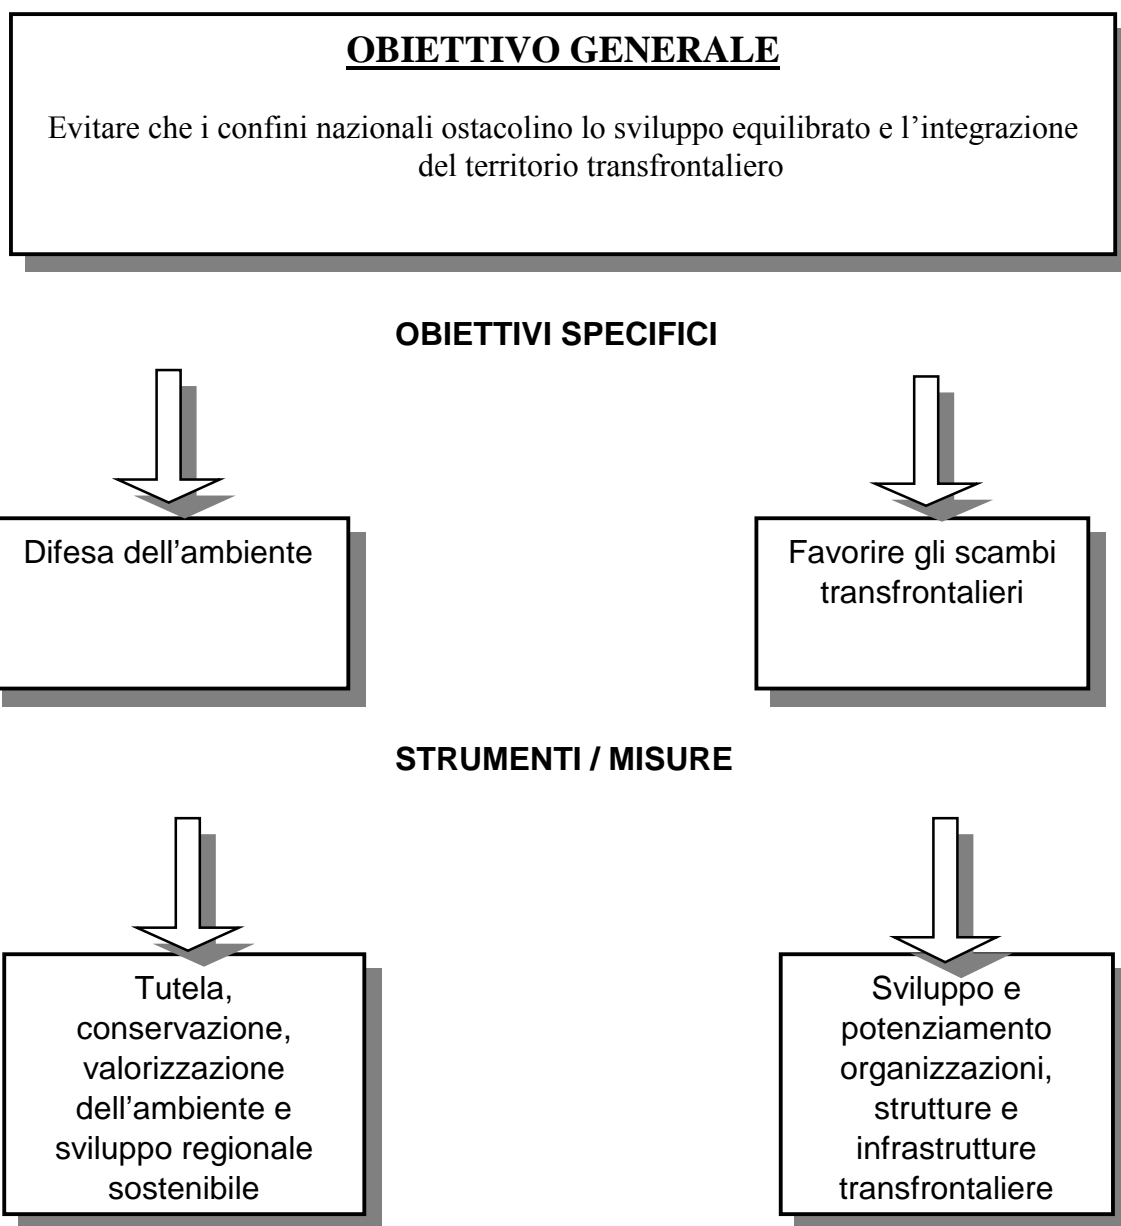 OBIETTIVO GENERALE
Evitare che i confini nazionali ostacolino lo sviluppo equilibrato e l’integrazione
del territorio transfrontaliero
OBIETTIVI SPECIFICI
Difesa dell’ambiente
Favorire gli scambi
transfrontalieri
STRUMENTI / MISURE
Tutela,
conservazione,
valorizzazione
dell’ambiente e
sviluppo regionale
sostenibile
Sviluppo e
potenziamento
organizzazioni,
strutture e
infrastrutture
transfrontaliere